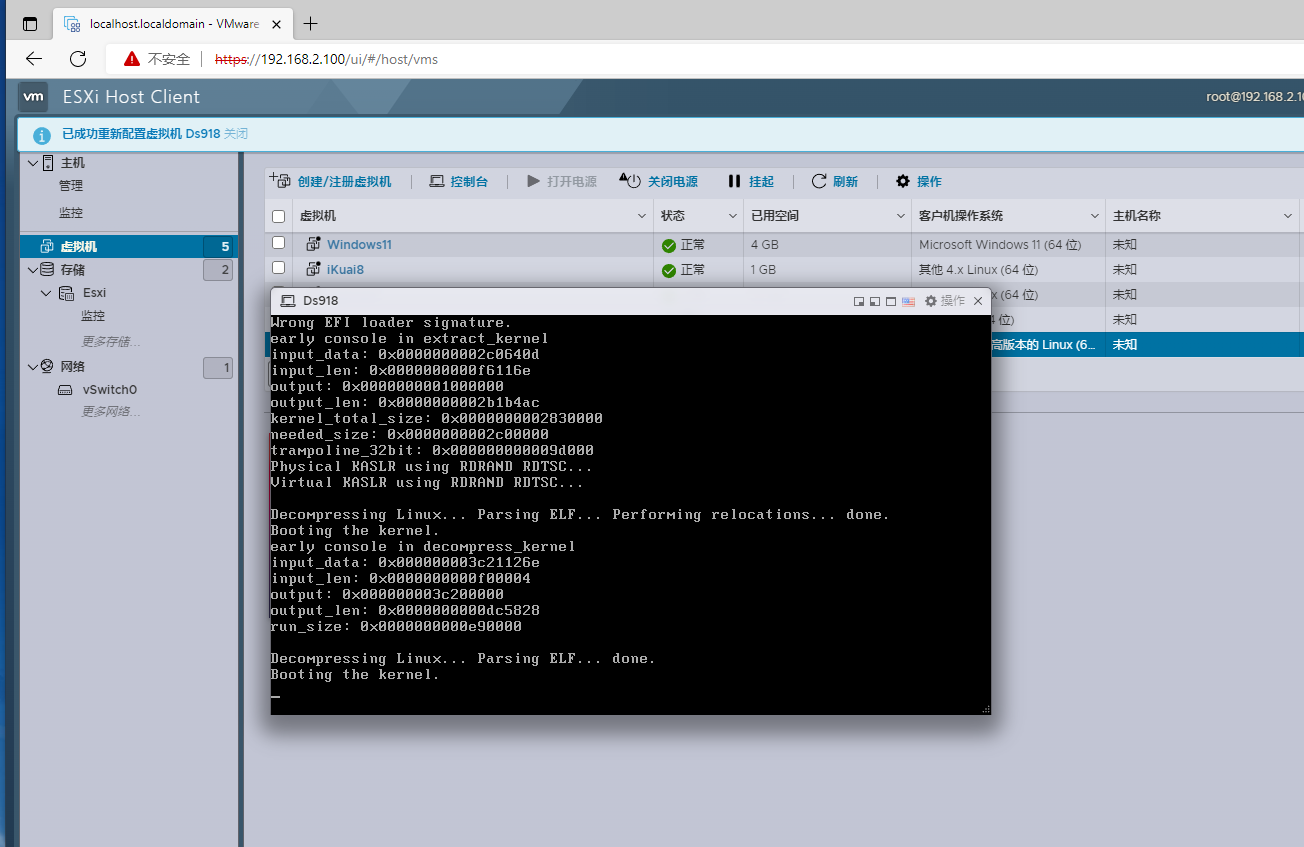 localhost.localdomain - VMware
不安全 https://192.168.2.100/ui/#/host/vms
vm ESXi Host Client root@192.168.2.10
已成功重新配置虚拟机 Ds918 关闭
主机
管理
监控
虚拟机 5
存储 2
Esxi
监控
更多存储...
网络 1
vSwitch0
更多网络...
创建/注册虚拟机 控制台 打开电源 关闭电源 挂起 刷新 操作
虚拟机 状态 已用空间 客户机操作系统 主机名称
Windows11 正常 4 GB Microsoft Windows 11 (64 位) 未知
iKuai8 正常 1 GB 其他 4.x Linux (64 位) 未知
(64 位) 未知
位) 未知
高版本的 Linux (6... 未知
Ds918 操作
Wrong EFI loader signature.
early console in extract_kernel
input_data: 0x0000000002c0640d
input_len: 0x0000000000f6116e
output: 0x0000000001000000
output_len: 0x0000000002b1b4ac
kernel_total_size: 0x0000000002830000
needed_size: 0x0000000002c00000
trampoline_32bit: 0x000000000009d000
Physical KASLR using RDRAND RDTSC...
Virtual KASLR using RDRAND RDTSC...
Decompressing Linux... Parsing ELF... Performing relocations... done.
Booting the kernel.
early console in decompress_kernel
input_data: 0x000000003c21126e
input_len: 0x0000000000f00004
output: 0x000000003c200000
output_len: 0x0000000000dc5828
run_size: 0x0000000000e90000
Decompressing Linux... Parsing ELF... done.
Booting the kernel.